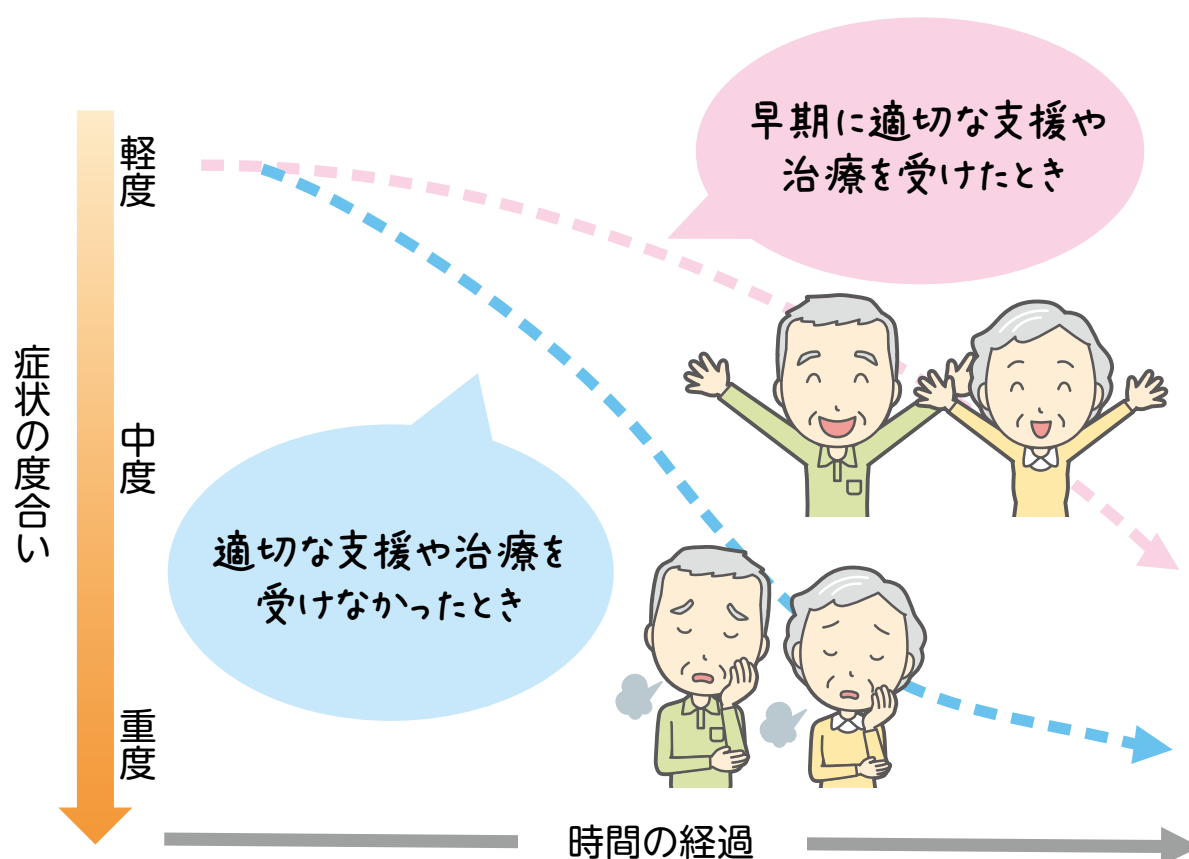 早期に適切な支援や
治療を受けたとき
軽度
症状の度合い
中度
適切な支援や治療を
受けなかったとき
重度
時間の経過